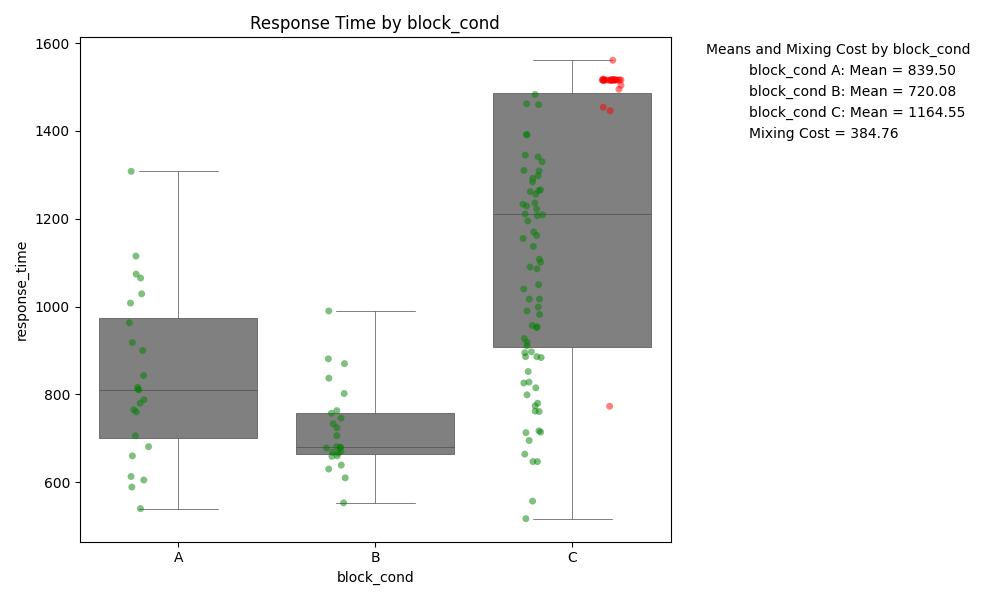 Response Time by block_cond
Means and Mixing Cost by block_cond
block_cond A: Mean = 839.50
block_cond B: Mean = 720.08
block_cond C: Mean = 1164.55
Mixing Cost = 384.76
response_time
1600
1400
1200
1000
800
600
A
B
C
block_cond